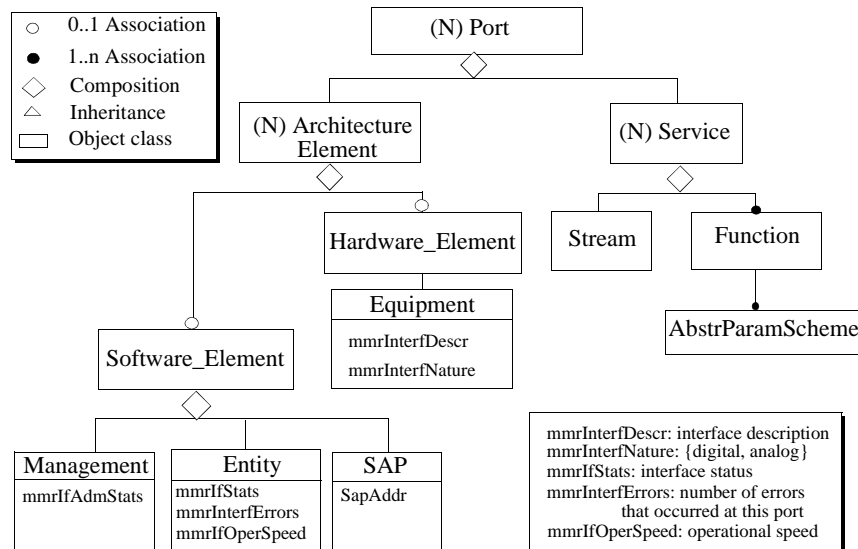 0..1 Association
1..n Association
Composition
Inheritance
Object class
(N) Port
(N) Architecture
Element
(N) Service
Hardware_Element
Stream
Function
Equipment
mmrInterfDescr
mmrInterfNature
AbstrParamScheme
Software_Element
Management
mmrIfAdmStats
Entity
mmrIfStats
mmrInterfErrors
mmrIfOperSpeed
SAP
SapAddr
mmrInterfDescr: interface description
mmrInterfNature: {digital, analog}
mmrIfStats: interface status
mmrInterfErrors: number of errors
that occurred at this port
mmrIfOperSpeed: operational speed